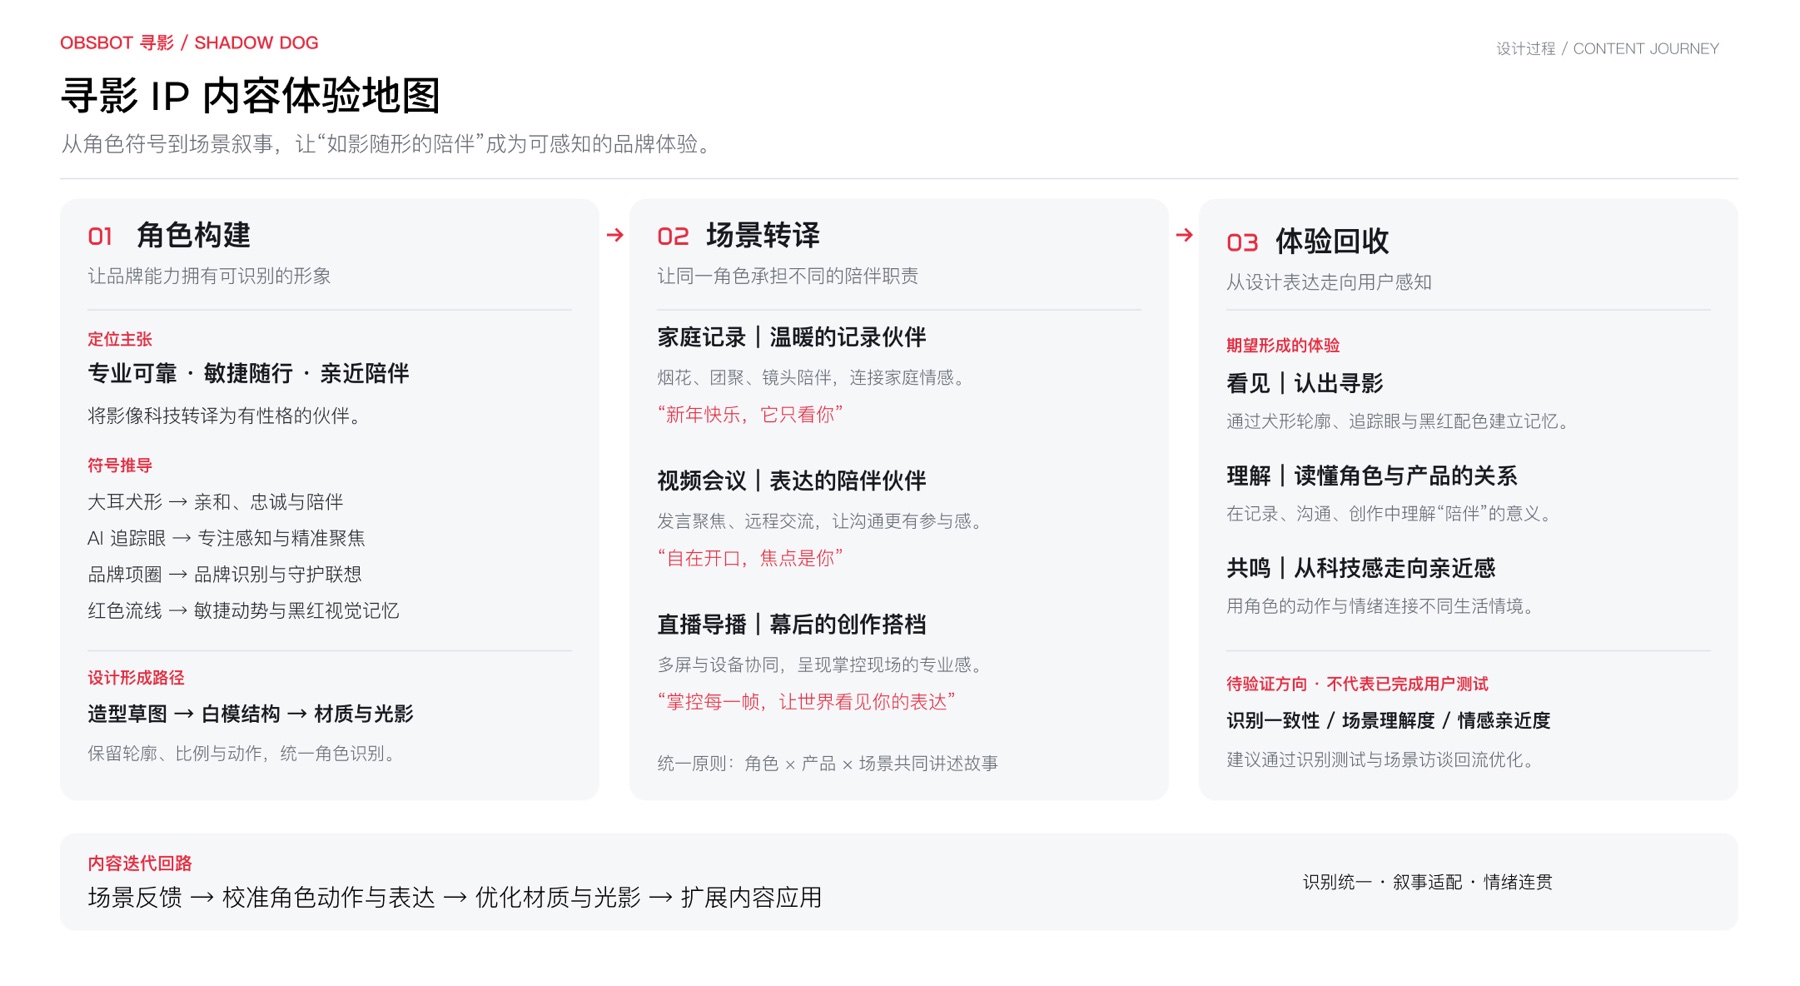 OBSBOT 寻影 / SHADOW DOG
设计过程 / CONTENT JOURNEY
寻影 IP 内容体验地图
从角色符号到场景叙事，让“如影随形的陪伴”成为可感知的品牌体验。
01 角色构建
让品牌能力拥有可识别的形象
定位主张
专业可靠 · 敏捷随行 · 亲近陪伴
将影像科技转译为有性格的伙伴。
符号推导
大耳犬形 → 亲和、忠诚与陪伴
AI 追踪眼 → 专注感知与精准聚焦
品牌项圈 → 品牌识别与守护联想
红色流线 → 敏捷动势与黑红视觉记忆
设计形成路径
造型草图 → 白模结构 → 材质与光影
保留轮廓、比例与动作，统一角色识别。
→
02 场景转译
让同一角色承担不同的陪伴职责
家庭记录｜温暖的记录伙伴
烟花、团聚、镜头陪伴，连接家庭情感。
“新年快乐，它只看你”
视频会议｜表达的陪伴伙伴
发言聚焦、远程交流，让沟通更有参与感。
“自在开口，焦点是你”
直播导播｜幕后的创作搭档
多屏与设备协同，呈现掌控现场的专业感。
“掌控每一帧，让世界看见你的表达”
统一原则：角色 × 产品 × 场景共同讲述故事
→
03 体验回收
从设计表达走向用户感知
期望形成的体验
看见｜认出寻影
通过犬形轮廓、追踪眼与黑红配色建立记忆。
理解｜读懂角色与产品的关系
在记录、沟通、创作中理解“陪伴”的意义。
共鸣｜从科技感走向亲近感
用角色的动作与情绪连接不同生活情境。
待验证方向 · 不代表已完成用户测试
识别一致性 / 场景理解度 / 情感亲近度
建议通过识别测试与场景访谈回流优化。
内容迭代回路
场景反馈 → 校准角色动作与表达 → 优化材质与光影 → 扩展内容应用
识别统一 · 叙事适配 · 情绪连贯